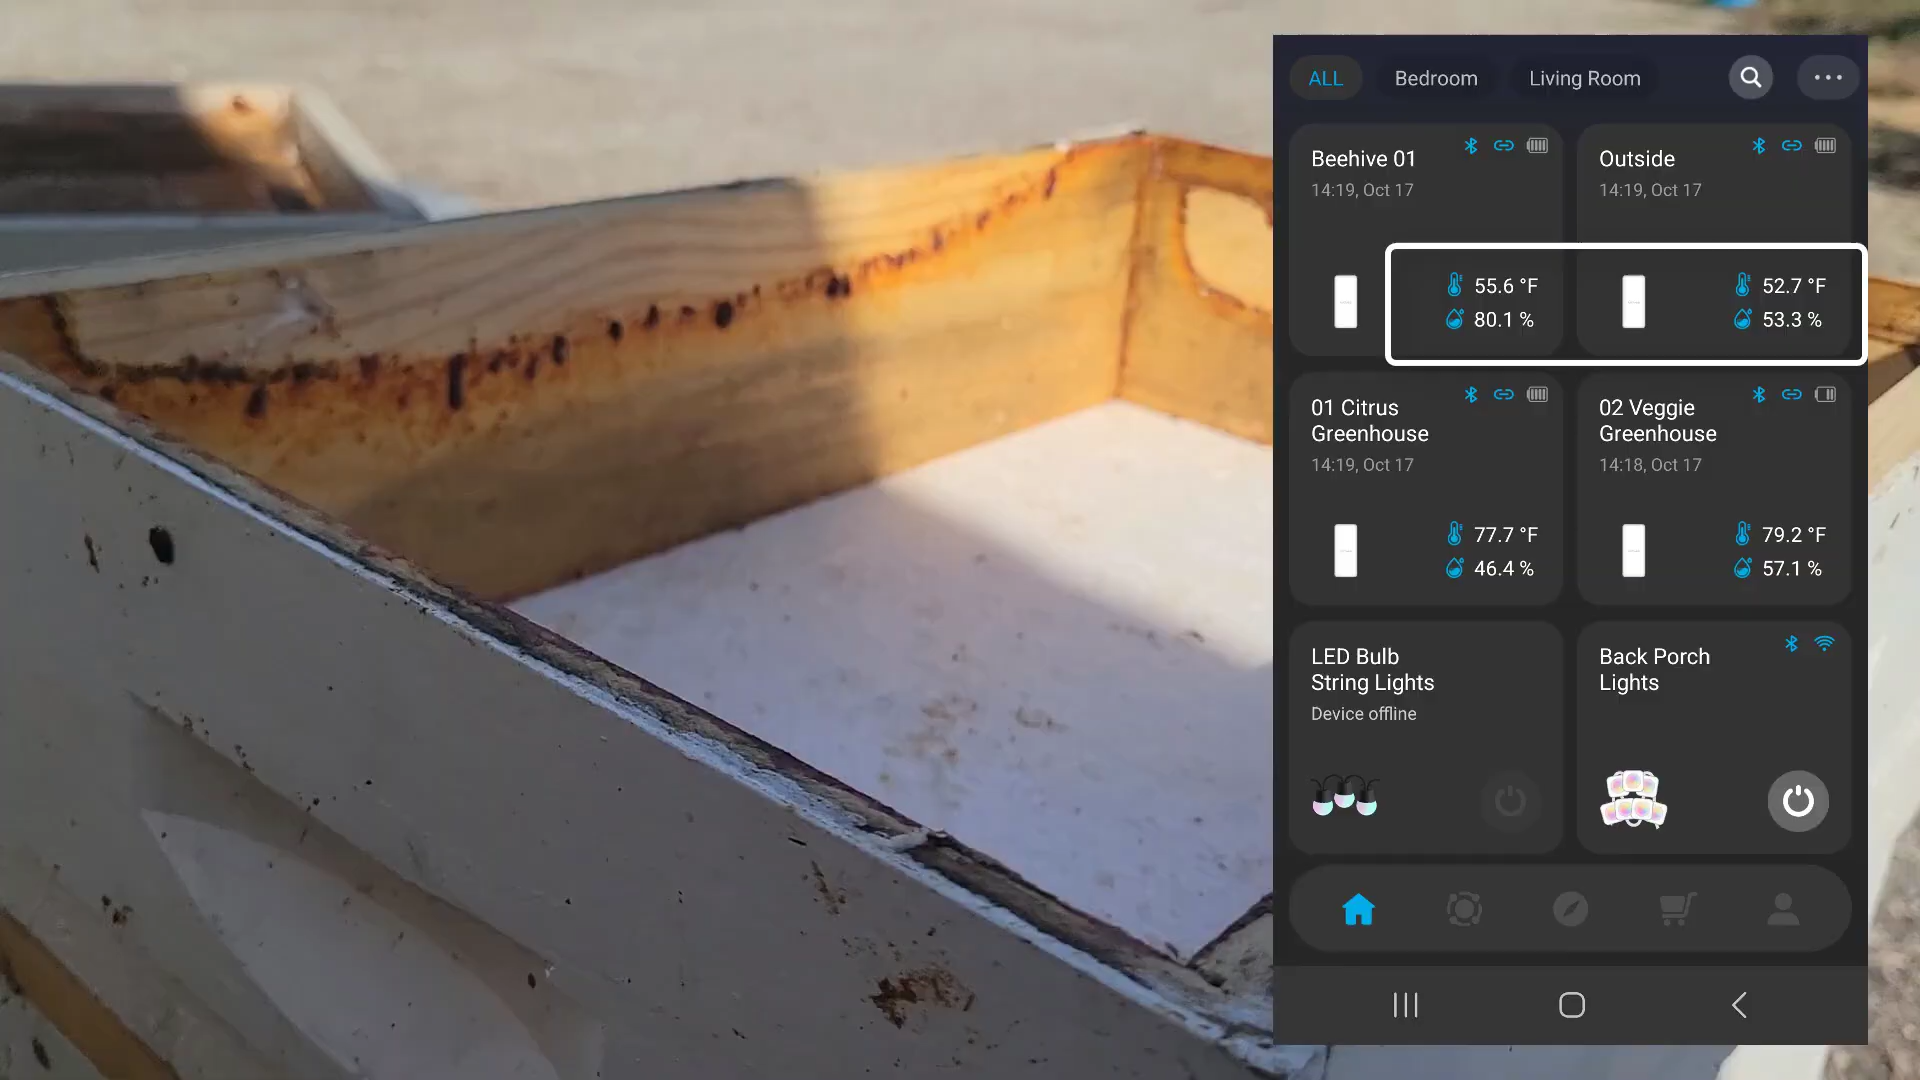 ALL Bedroom Living Room
Beehive 01
14:19, Oct 17
55.6 °F
80.1 %
Outside
14:19, Oct 17
52.7 °F
53.3 %
01 Citrus
Greenhouse
14:19, Oct 17
77.7 °F
46.4 %
02 Veggie
Greenhouse
14:18, Oct 17
79.2 °F
57.1 %
LED Bulb
String Lights
Device offline
Back Porch
Lights